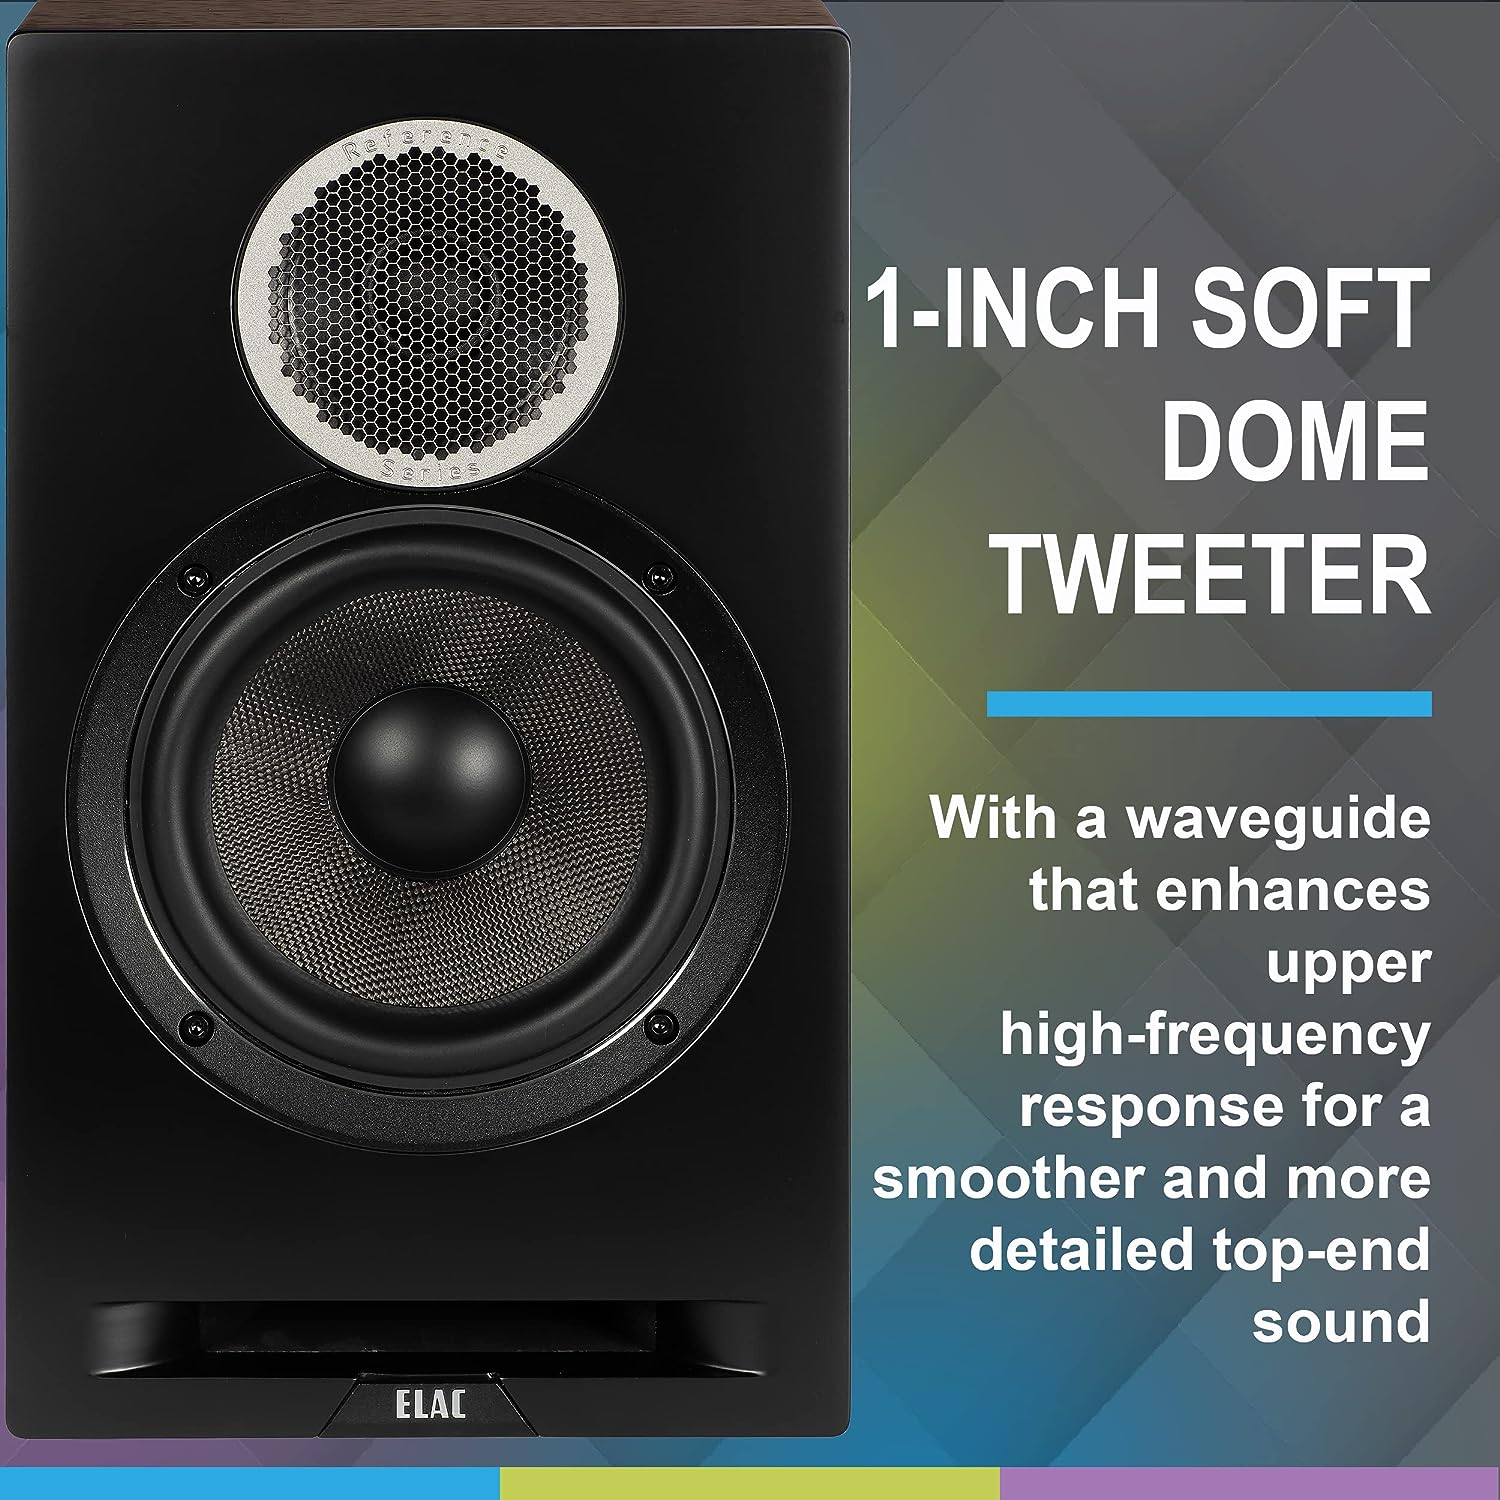 Reference
Series
ELAC
1-INCH SOFT
DOME
TWEETER
With a waveguide
that enhances
upper
high-frequency
response for a
smoother and more
detailed top-end
sound